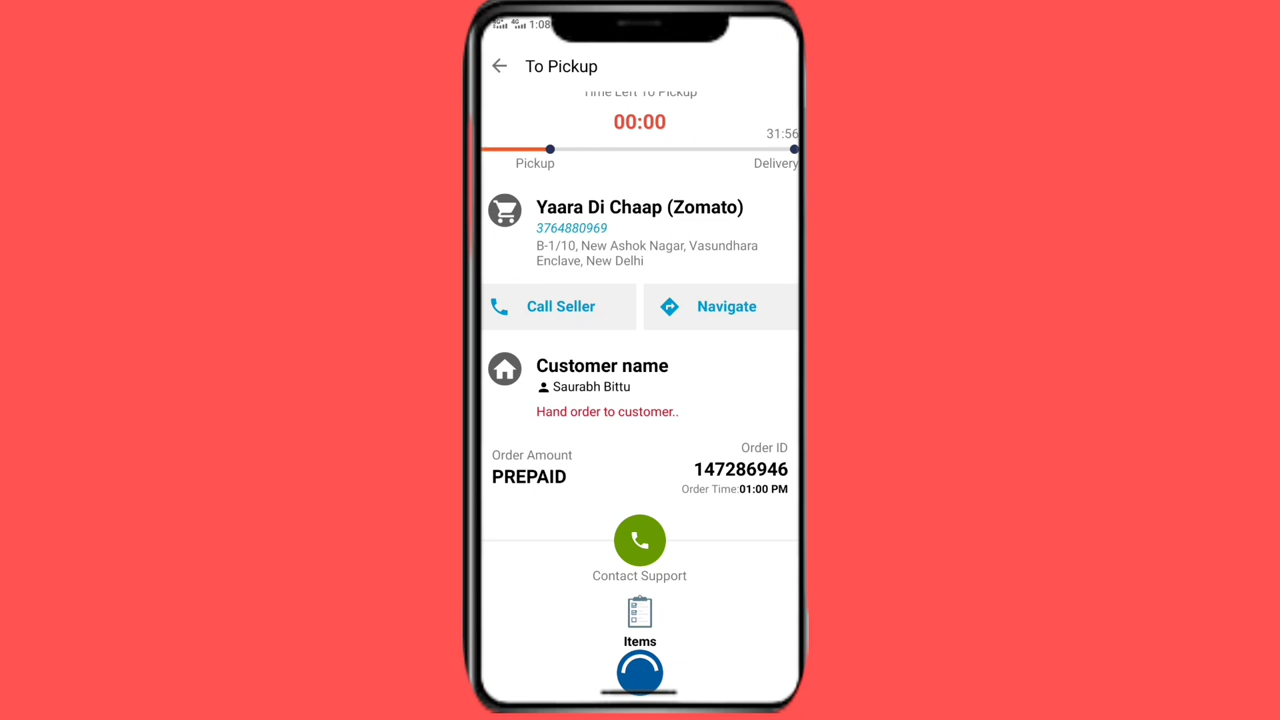 4G 1:08
To Pickup
Time Left To Pickup
00:00
31:56
Pickup
Delivery
Yaara Di Chaap (Zomato)
3764880969
B-1/10, New Ashok Nagar, Vasundhara
Enclave, New Delhi
Call Seller
Navigate
Customer name
Saurabh Bittu
Hand order to customer..
Order Amount
PREPAID
Order ID
147286946
Order Time:01:00 PM
Contact Support
Items